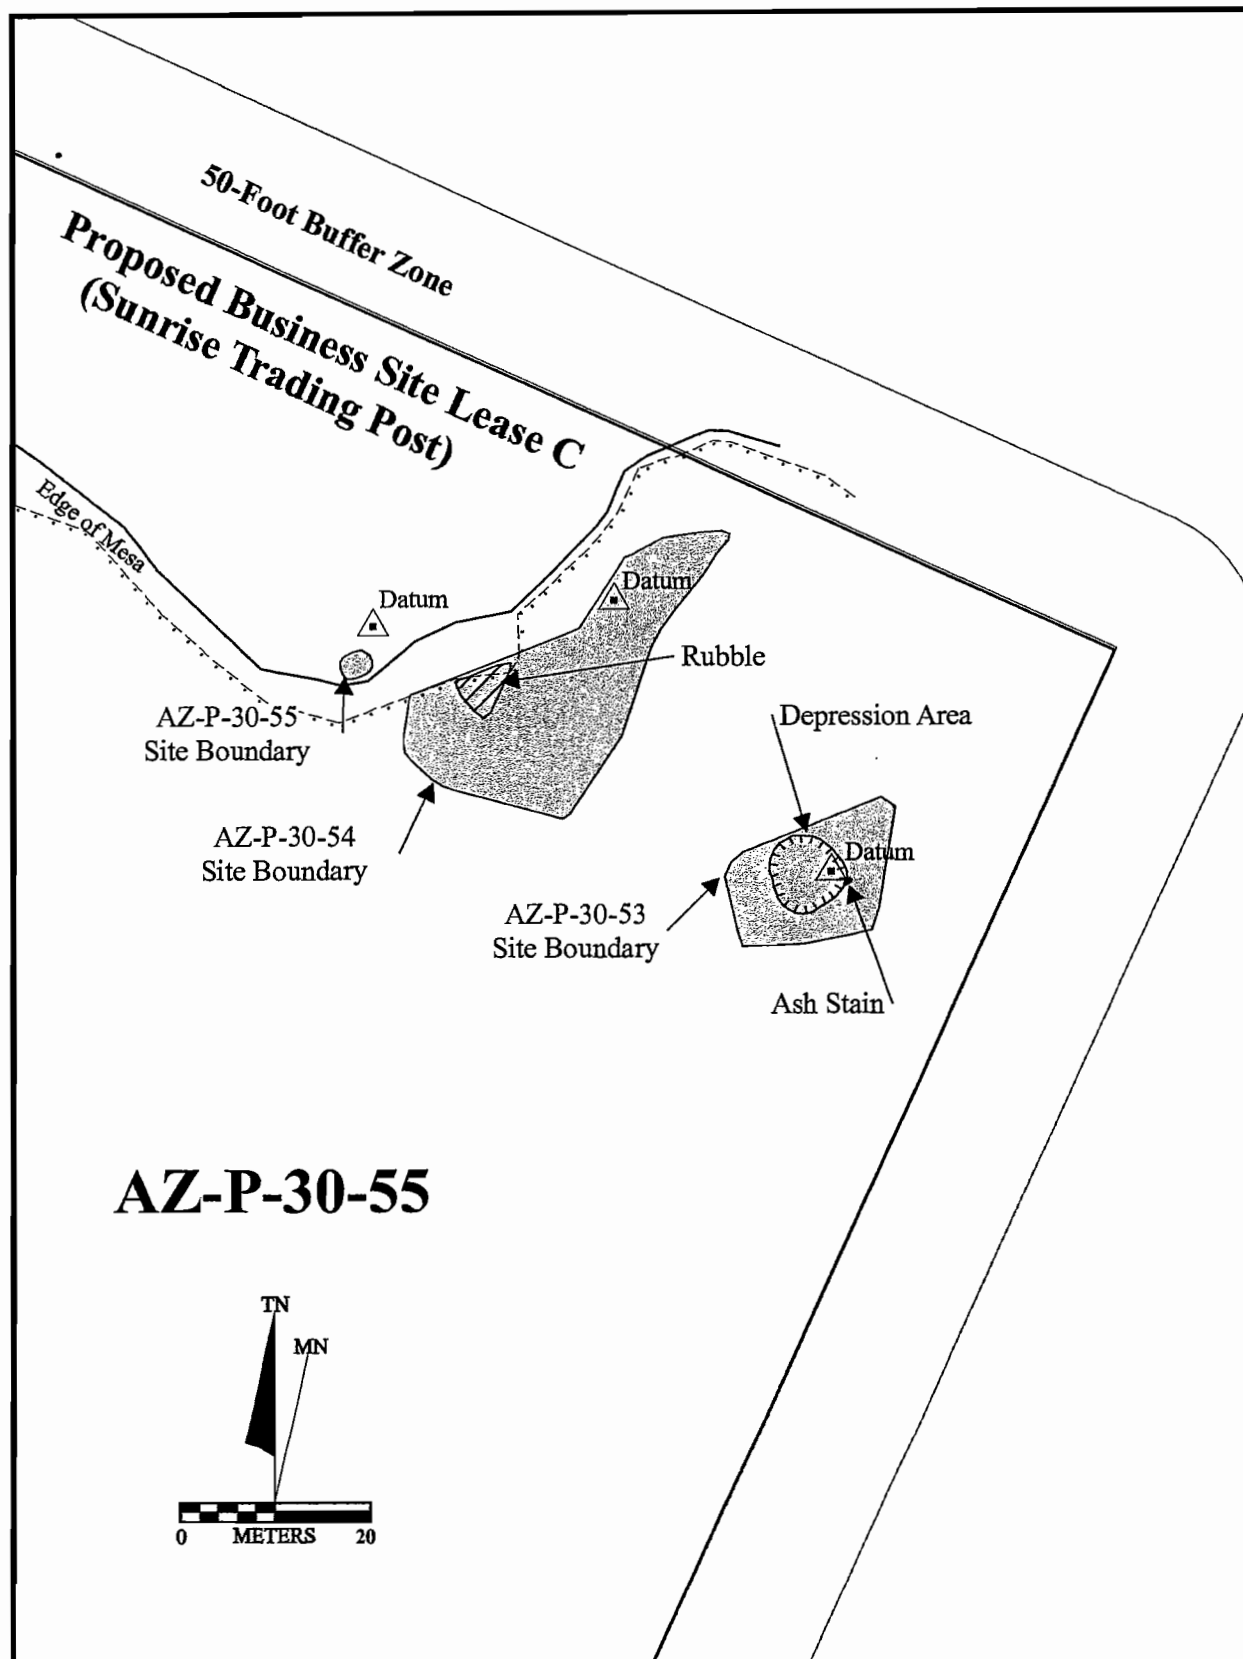 50-Foot Buffer Zone
Proposed Business Site Lease C
(Sunrise Trading Post)
Edge of Mesa
Datum
Datum
Rubble
AZ-P-30-55
Site Boundary
Depression Area
AZ-P-30-54
Site Boundary
Datum
AZ-P-30-53
Site Boundary
Ash Stain
AZ-P-30-55
TN
MN
0 METERS 20